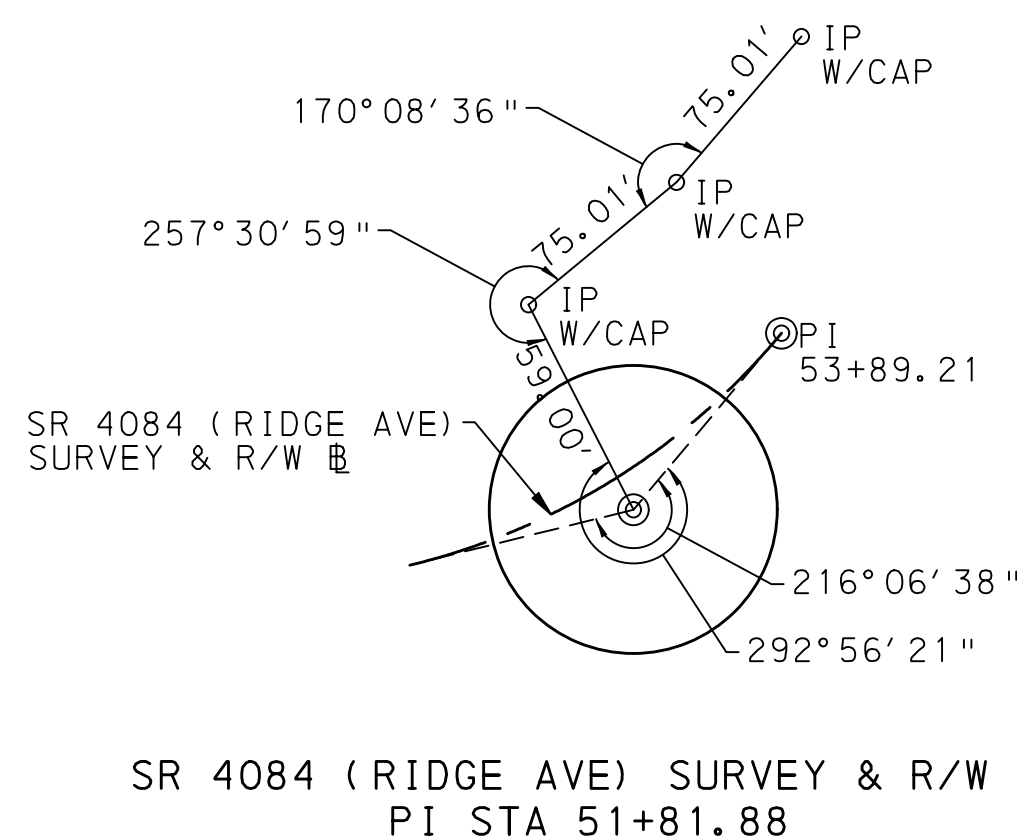 IP
W/CAP
75.01'
170°08'36"
IP
W/CAP
75.01'
257°30'59"
IP
W/CAP
59.00'
PI
53+89.21
SR 4084 (RIDGE AVE)
SURVEY & R/W ⅊
216°06'38"
292°56'21"
SR 4084 (RIDGE AVE) SURVEY & R/W
PI STA 51+81.88